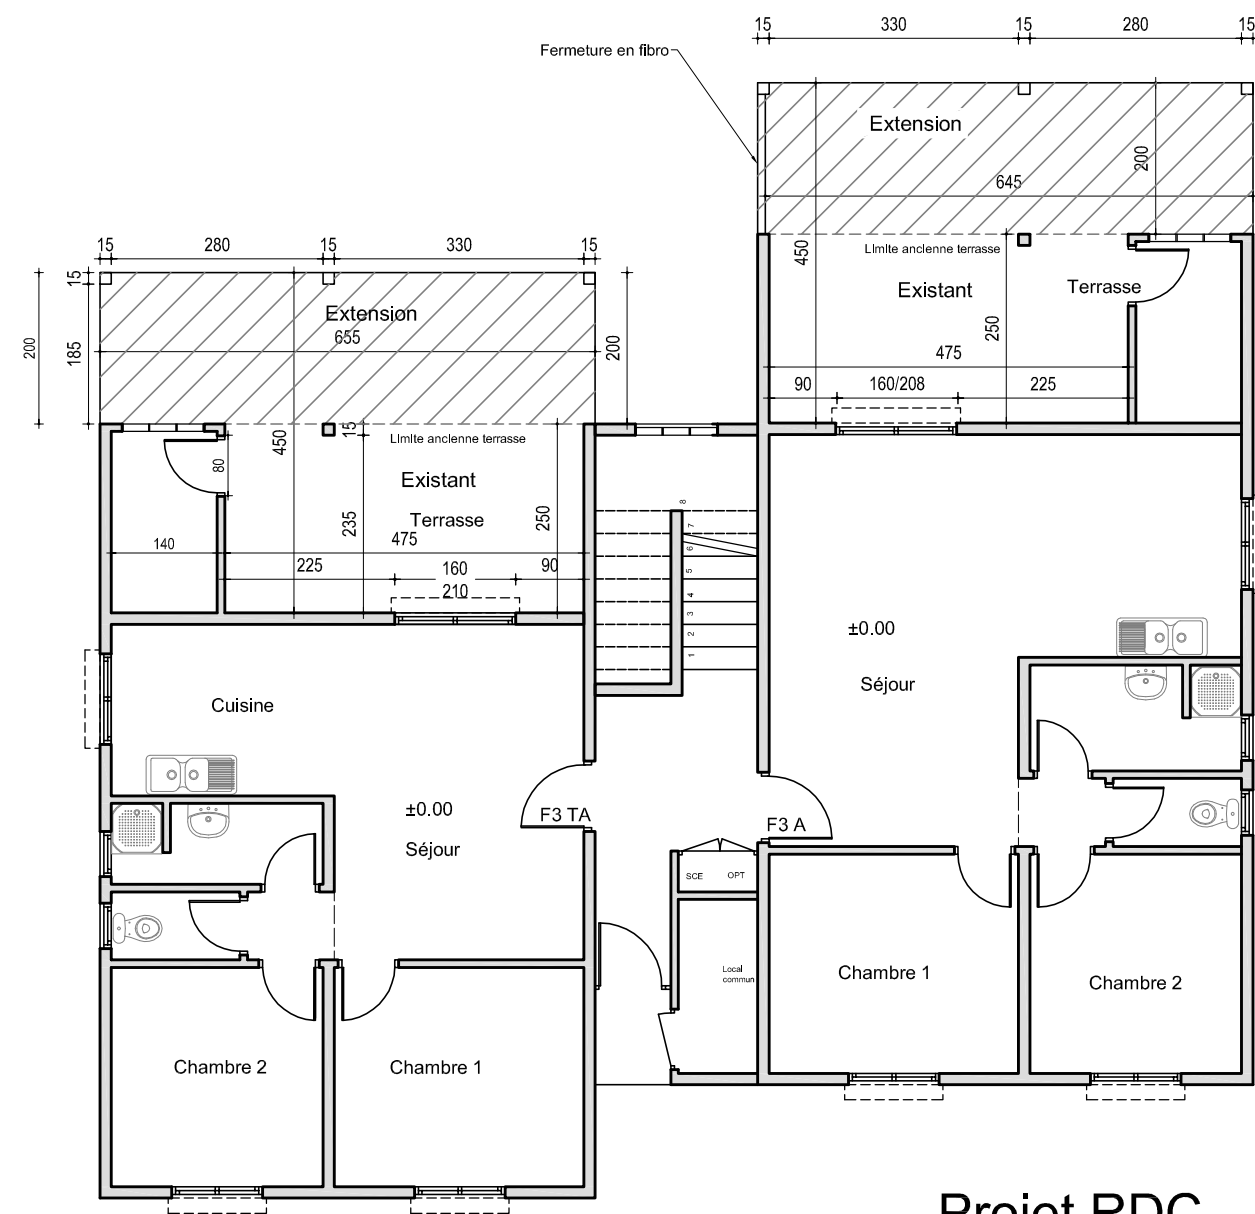 15 330 15 280 15
Fermeture en fibro
Extension
200
645
15 280 15 330 15
450
LImIte ancIenne terrasse
Existant
Terrasse
250
475
90 160/208 225
15
200
185
Extension
655
200
450
15
LImIte ancIenne terrasse
80
Existant
235
Terrasse
250
475
140
225 160 90
210
8
7
6
5
4
3
2
1
±0.00
Séjour
Cuisine
±0.00
Séjour
F3 TA
F3 A
SCE OPT
Local
commun
Chambre 1
Chambre 2
Chambre 2
Chambre 1
Projet RDC